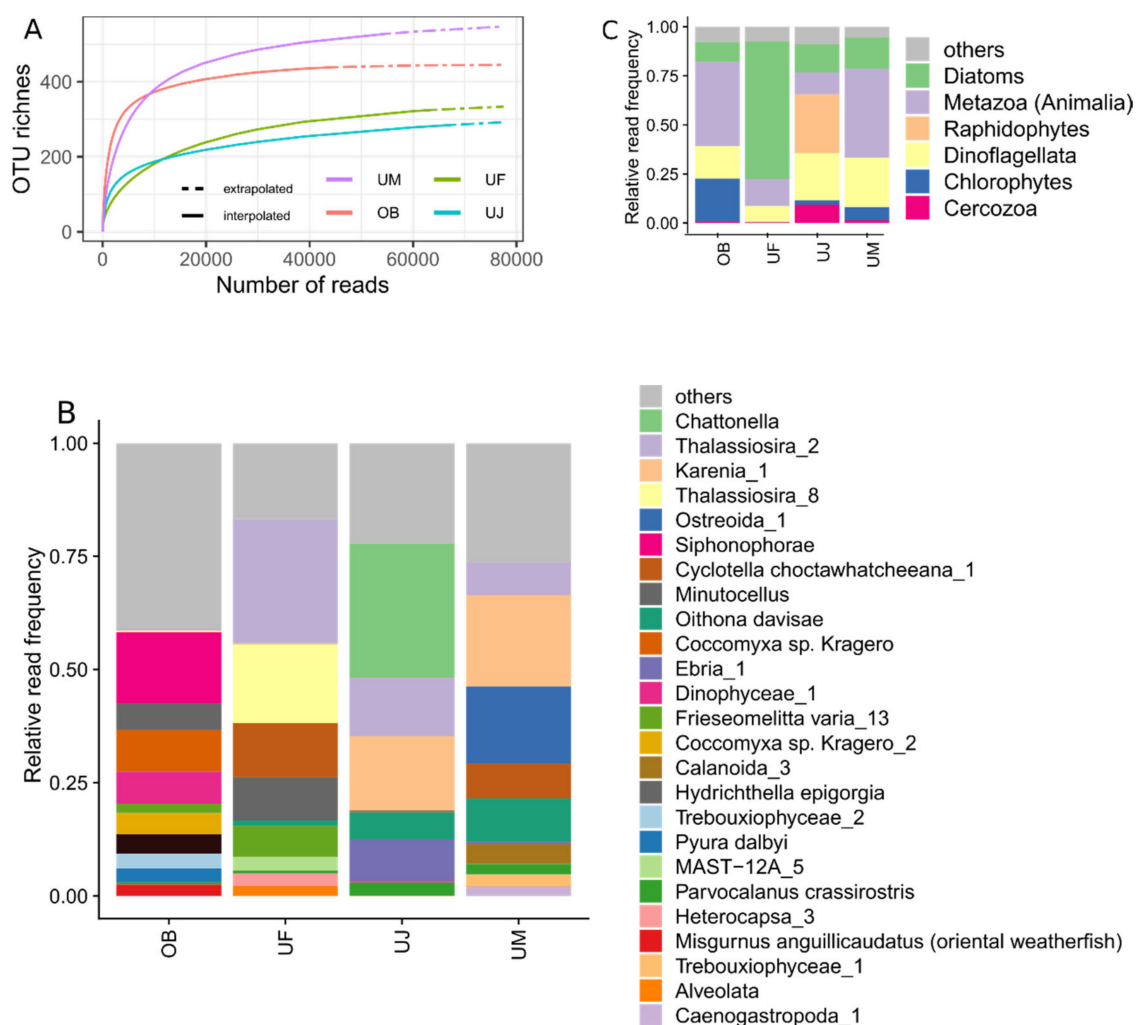 A
OTU richnes
400
200
0
extrapolated
interpolated
UM
UF
OB
UJ
0
20000
40000
60000
80000
Number of reads
C
Relative read frequency
1.00
0.75
0.50
0.25
0.00
OB
UF
UJ
UM
others
Diatoms
Metazoa (Animalia)
Raphidophytes
Dinoflagellata
Chlorophytes
Cercozoa
B
Relative read frequency
1.00
0.75
0.50
0.25
0.00
OB
UF
UJ
UM
others
Chattonella
Thalassiosira_2
Karenia_1
Thalassiosira_8
Ostreoida_1
Siphonophorae
Cyclotella choctawhatcheeana_1
Minutocellus
Oithona davisae
Coccomyxa sp. Kragero
Ebria_1
Dinophyceae_1
Frieseomelitta varia_13
Coccomyxa sp. Kragero_2
Calanoida_3
Hydrichthella epigorgia
Trebouxiophyceae_2
Pyura dalbyi
MAST−12A_5
Parvocalanus crassirostris
Heterocapsa_3
Misgurnus anguillicaudatus (oriental weatherfish)
Trebouxiophyceae_1
Alveolata
Caenogastropoda_1